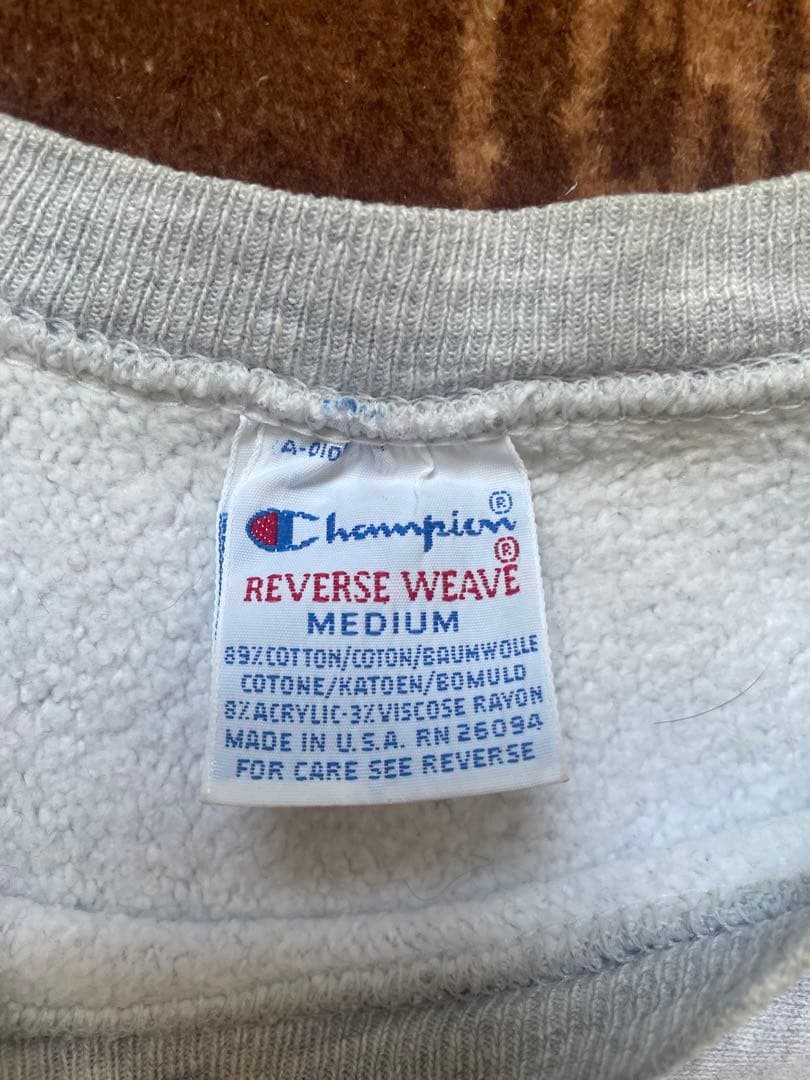 A-010
Champion®
REVERSE WEAVE®
MEDIUM
89% COTTON/COTON/BAUMWOLLE
COTONE/KATOEN/BOMULD
8% ACRYLIC·3% VISCOSE RAYON
MADE IN U.S.A. RN 26094
FOR CARE SEE REVERSE